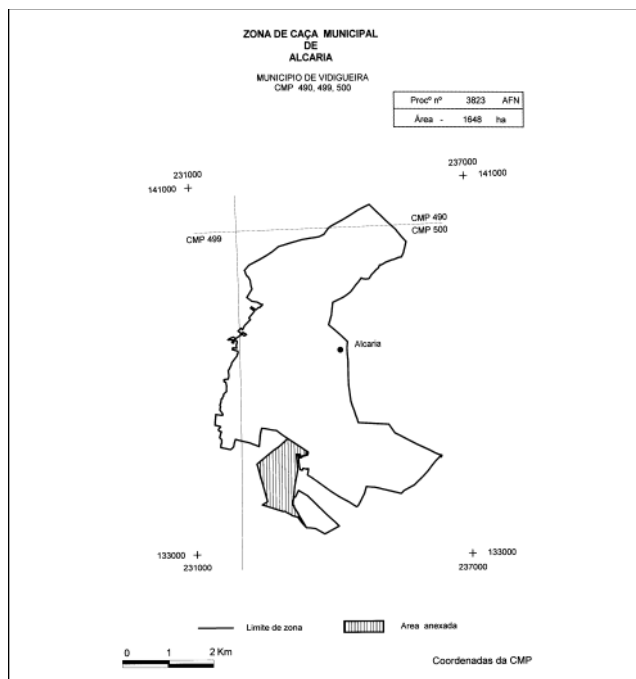 ZONA DE CAÇA MUNICIPAL
DE
ALCARIA
MUNICIPIO DE VIDIGUEIRA
CMP 490, 499, 500
Procº nº 3823 AFN
Área - 1648 ha
231000
141000
237000
141000
CMP 490
CMP 499
CMP 500
Alcaria
133000
231000
133000
237000
Limite de zona
Area anexada
0 1 2 Km
Coordenadas da CMP